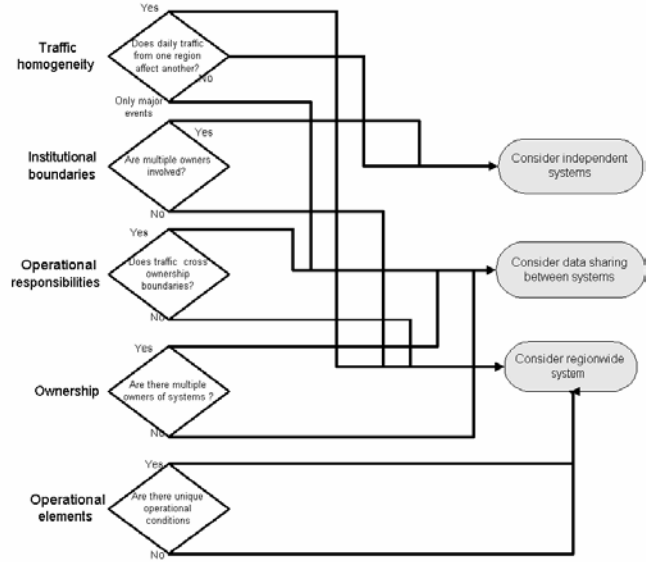 Yes
Traffic
homogeneity
Does daily traffic
from one region
affect another?
No
Only major
events
Yes
Institutional
boundaries
Are multiple owners
involved?
No
Consider independent
systems
Yes
Operational
responsibilities
Does traffic cross
ownership
boundaries?
No
Consider data sharing
between systems
Yes
Ownership
Are there multiple
owners of systems ?
No
Consider regionwide
system
Yes
Operational
elements
Are there unique
operational
conditions
No